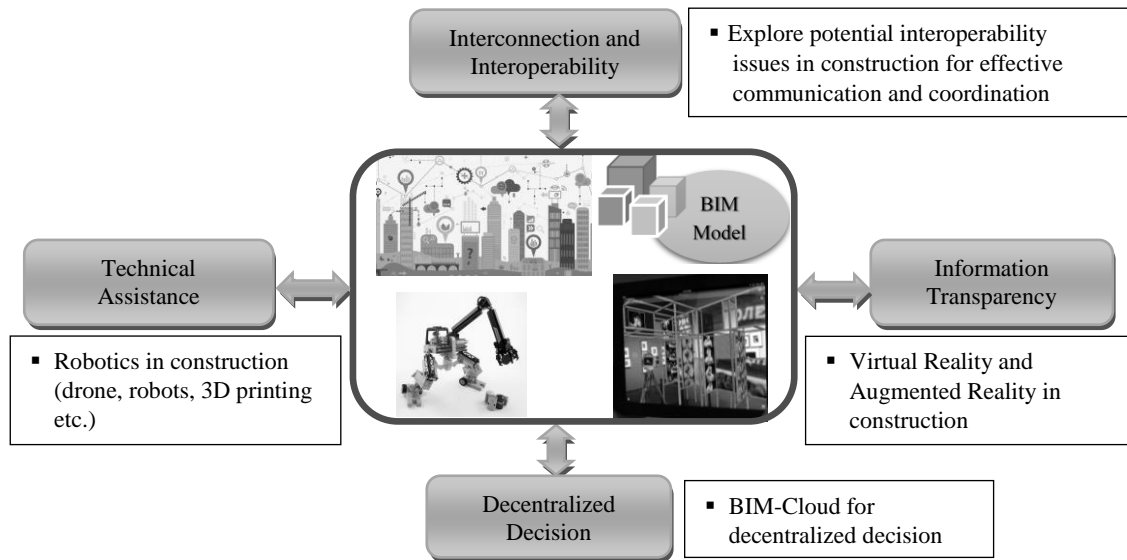 Interconnection and
Interoperability
▪ Explore potential interoperability
issues in construction for effective
communication and coordination
BIM
Model
Technical
Assistance
Information
Transparency
▪ Robotics in construction
(drone, robots, 3D printing
etc.)
▪ Virtual Reality and
Augmented Reality in
construction
Decentralized
Decision
▪ BIM-Cloud for
decentralized decision